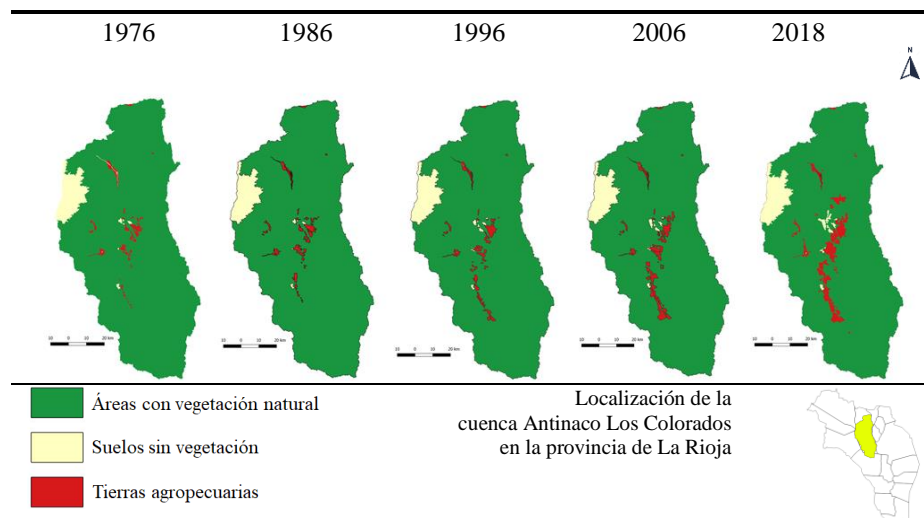 1976 1986 1996 2006 2018
N
Áreas con vegetación natural
Suelos sin vegetación
Tierras agropecuarias
Localización de la
cuenca Antinaco Los Colorados
en la provincia de La Rioja